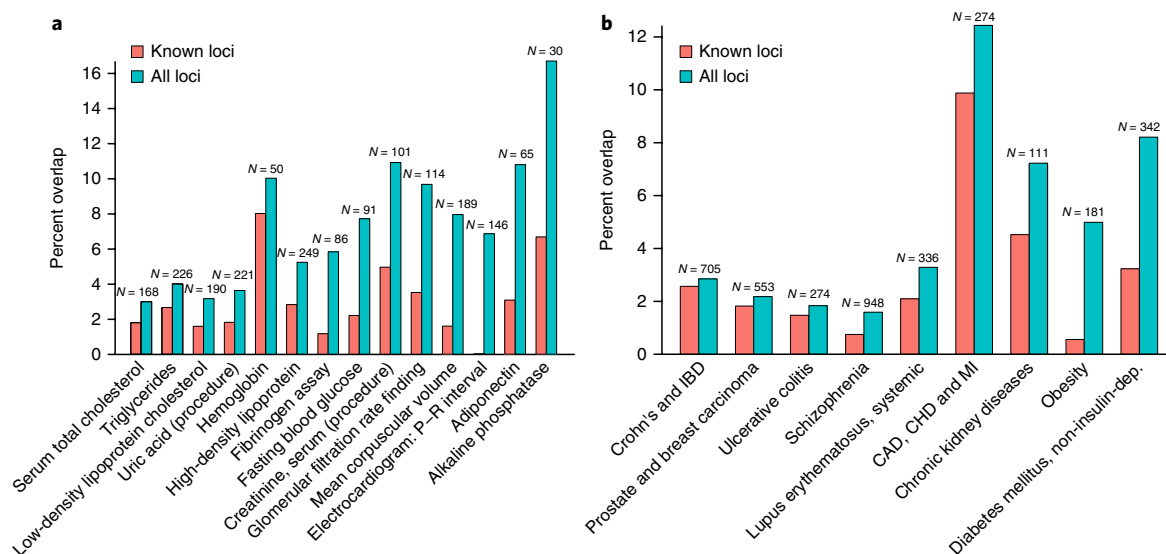 a
Known loci
All loci
Percent overlap
16
14
12
10
8
6
4
2
0
N = 168
N = 226
N = 190
N = 221
N = 50
N = 249
N = 86
N = 91
N = 101
N = 114
N = 189
N = 146
N = 65
N = 30
Serum total cholesterol
Triglycerides
Low-density lipoprotein cholesterol
Uric acid (procedure)
Hemoglobin
High-density lipoprotein
Fibrinogen assay
Fasting blood glucose
Creatinine, serum (procedure)
Glomerular filtration rate finding
Mean corpuscular volume
Electrocardiogram: P–R interval
Adiponectin
Alkaline phosphatase
b
Known loci
All loci
Percent overlap
12
10
8
6
4
2
0
N = 705
N = 553
N = 274
N = 948
N = 336
N = 274
N = 111
N = 181
N = 342
Crohn's and IBD
Prostate and breast carcinoma
Ulcerative colitis
Schizophrenia
Lupus erythematosus, systemic
CAD, CHD and MI
Chronic kidney diseases
Obesity
Diabetes mellitus, non-insulin-dep.